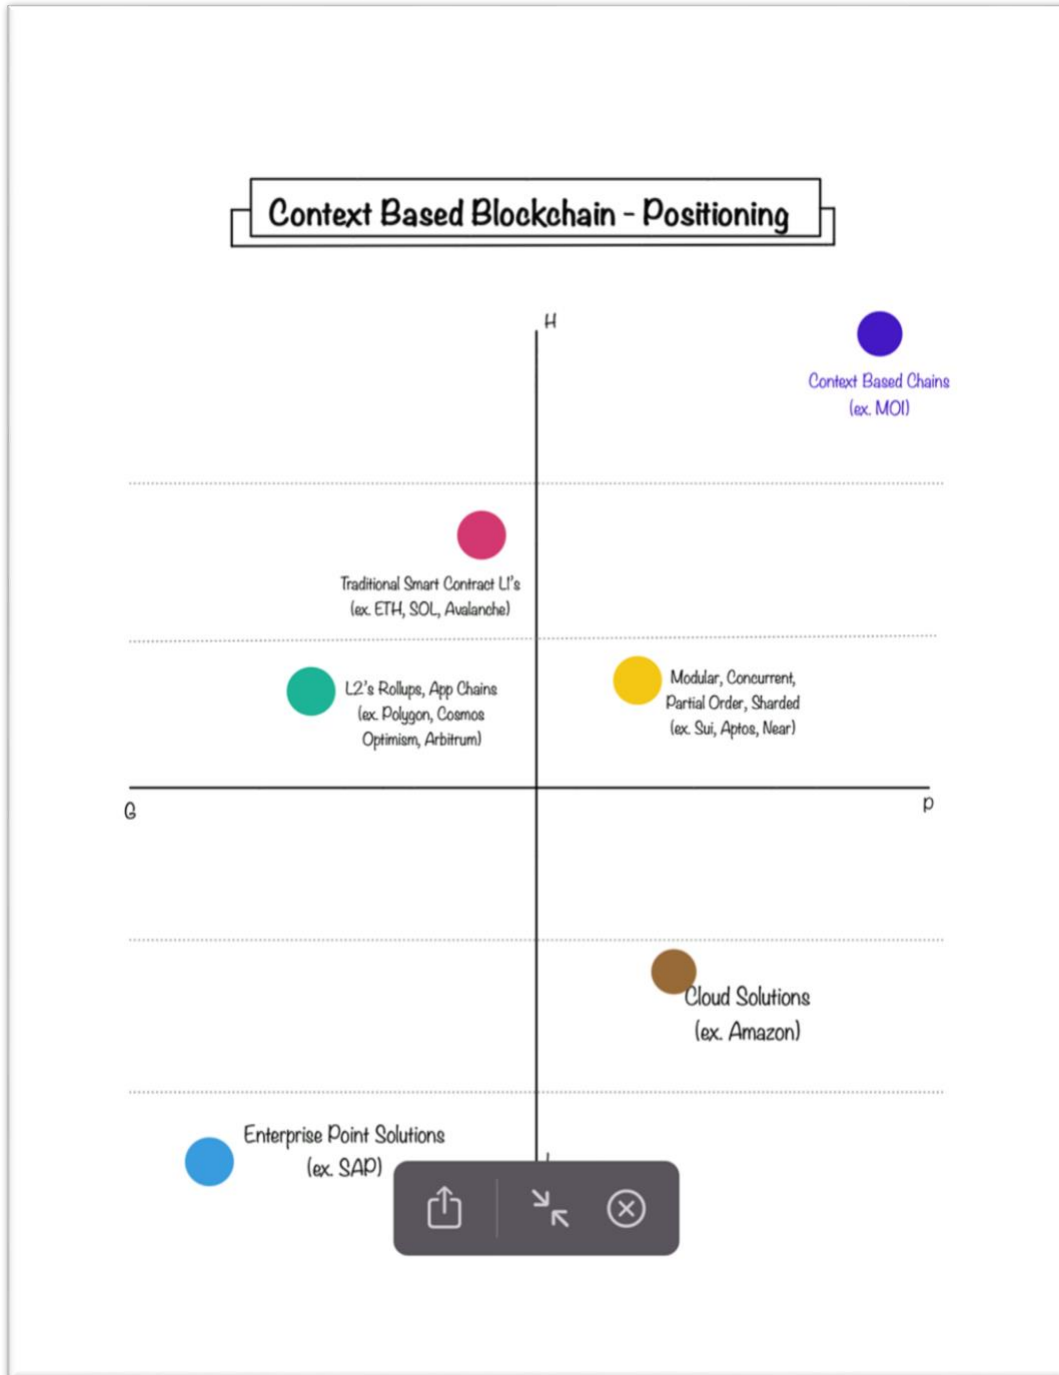 Context Based Blockchain - Positioning
H
Context Based Chains
(ex. MOI)
Traditional Smart Contract L1's
(ex. ETH, SOL, Avalanche)
L2's Rollups, App Chains
(ex. Polygon, Cosmos
Optimism, Arbitrum)
Modular, Concurrent,
Partial Order, Sharded
(ex. Sui, Aptos, Near)
G
P
Cloud Solutions
(ex. Amazon)
Enterprise Point Solutions
(ex. SAP)